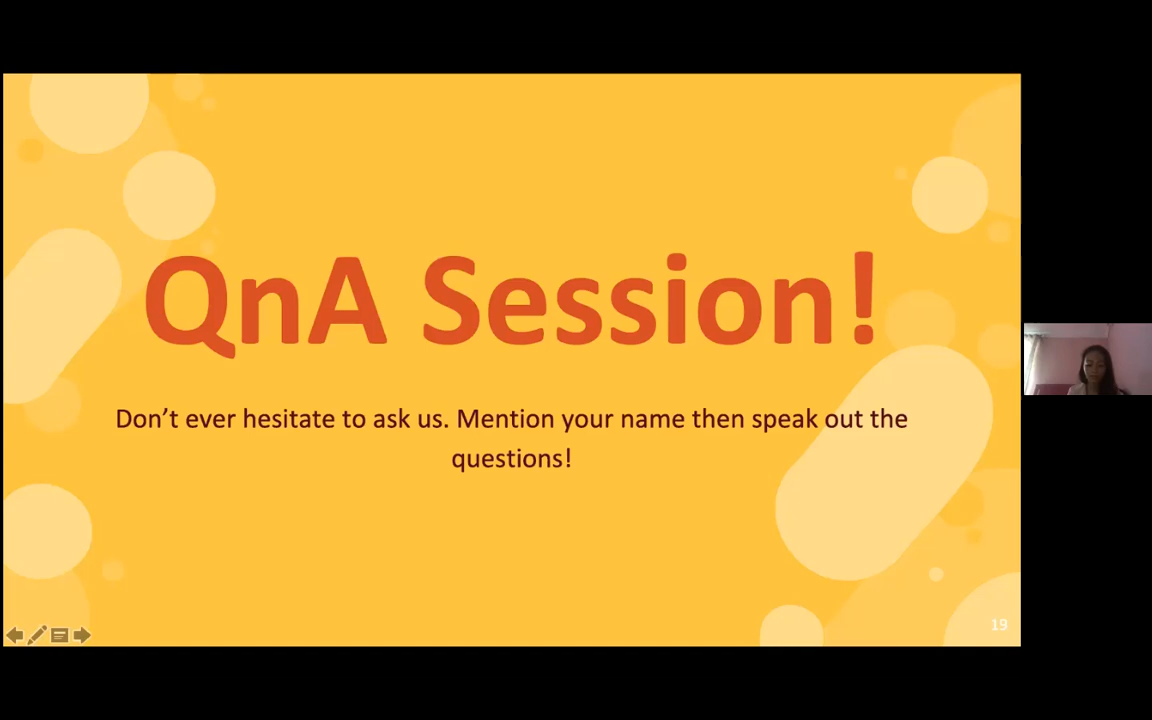 QnA Session!
Don’t ever hesitate to ask us. Mention your name then speak out the
questions!
19